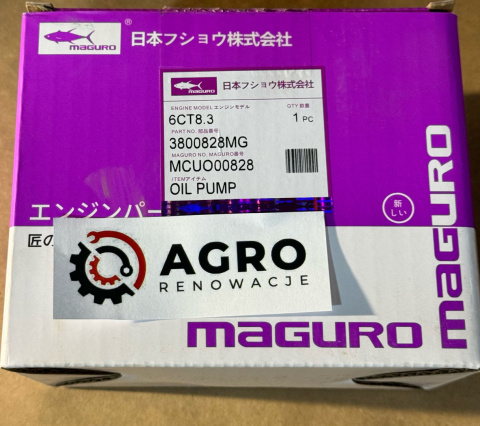 maguro
®
日本フショウ株式会社
maguro
日本フショウ株式会社
ENGINE MODEL エンジンモデル
QTY 数量
6CT8.3
1 PC
PART NO. 部品番号
3800828MG
MAGURO NO. MAGURO番号
MCUO00828
ITEM アイテム
OIL PUMP
エンジンパー
新しい
匠の
AGRO
RENOWACJE
maguro
maguro